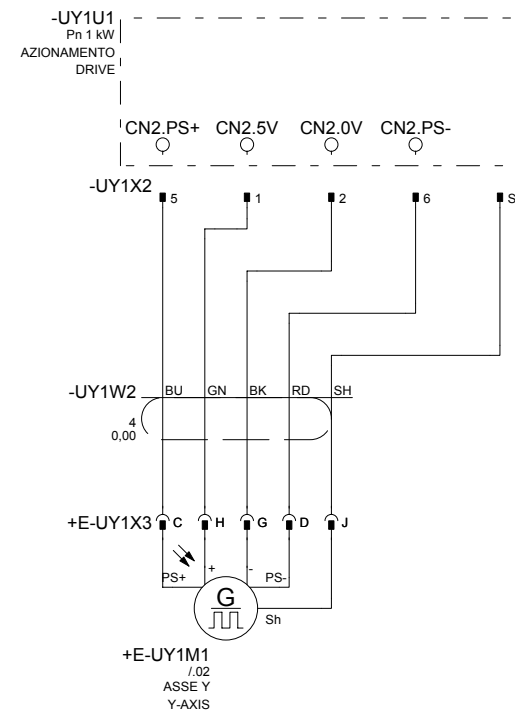 -UY1U1
Pn 1 kW
AZIONAMENTO
DRIVE
CN2.PS+ CN2.5V CN2.0V CN2.PS-
-UY1X2
5 1 2 6 S
-UY1W2 BU GN BK RD SH
4
0,00
+E-UY1X3 C H G D J
PS+ + - PS-
G
Sh
+E-UY1M1
/.02
ASSE Y
Y-AXIS